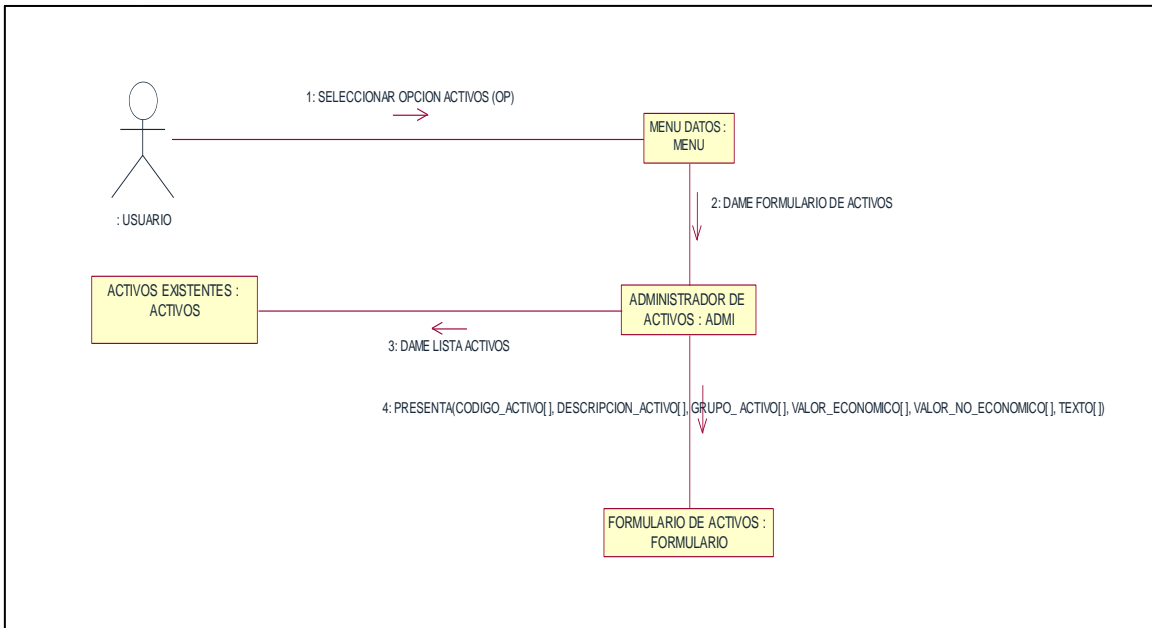 1: SELECCIONAR OPCION ACTIVOS (OP)
MENU DATOS :
MENU
: USUARIO
2: DAME FORMULARIO DE ACTIVOS
ACTIVOS EXISTENTES :
ACTIVOS
ADMINISTRADOR DE
ACTIVOS : ADMI
3: DAME LISTA ACTIVOS
4: PRESENTA(CODIGO_ACTIVO[ ], DESCRIPCION_ACTIVO[ ], GRUPO_ ACTIVO[ ], VALOR_ECONOMICO[ ], VALOR_NO_ECONOMICO[ ], TEXTO[ ])
FORMULARIO DE ACTIVOS :
FORMULARIO